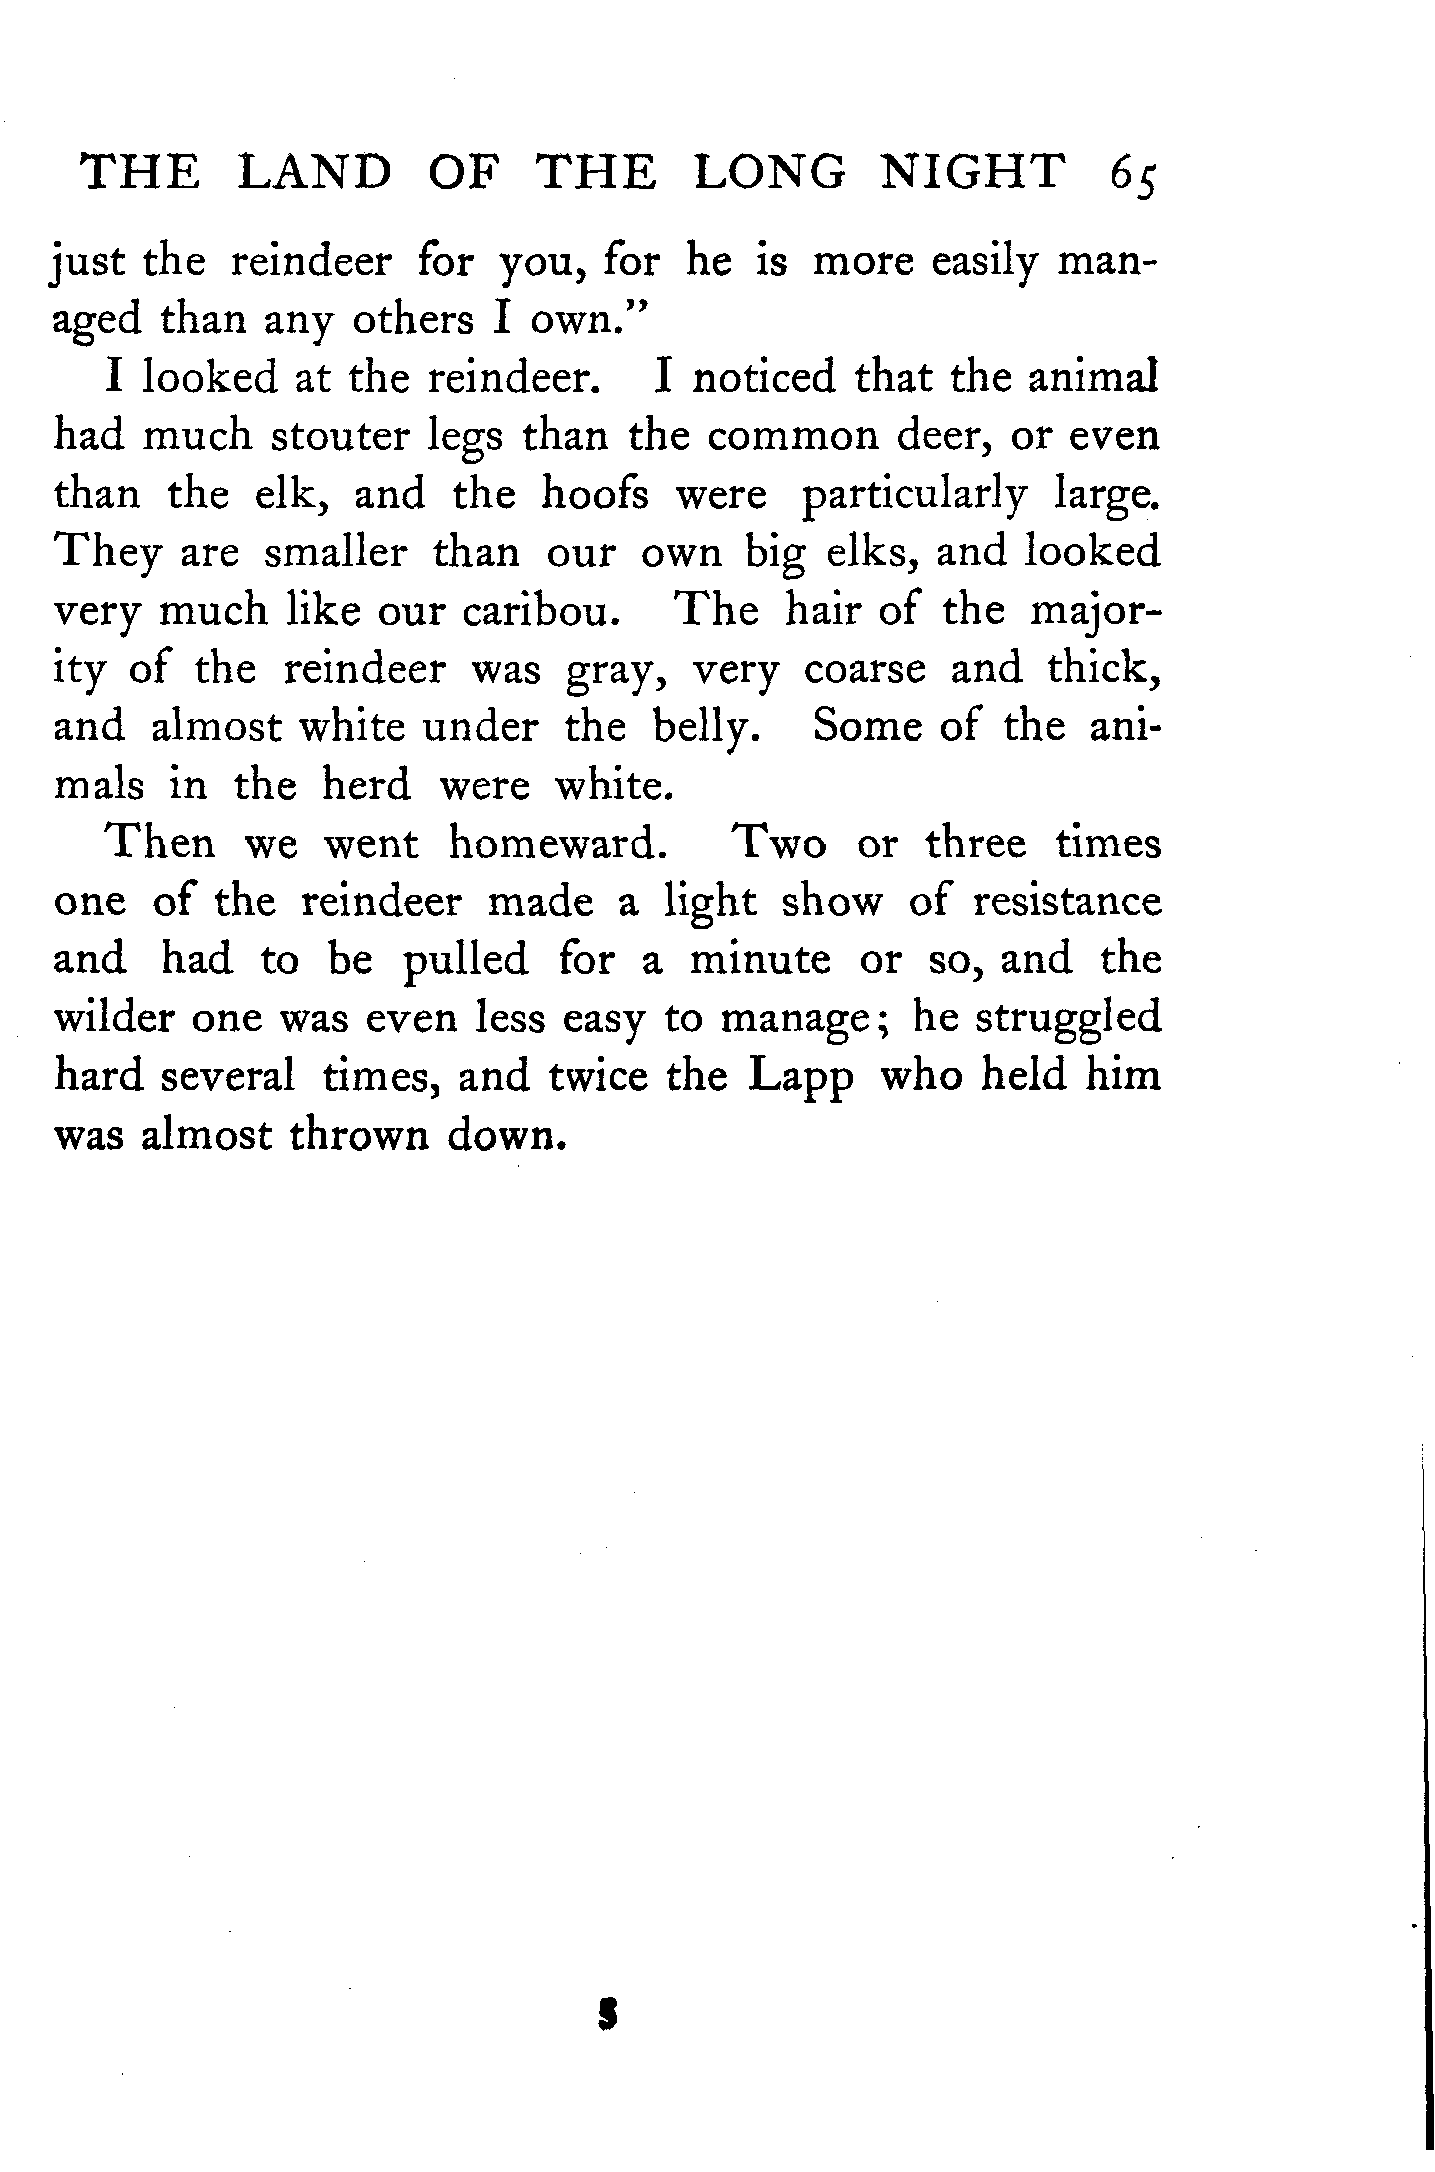 THE LAND OF THE LONG NIGHT 65
just the reindeer for you, for he is more easily man-
aged than any others I own.”
I looked at the reindeer. I noticed that the animal
had much stouter legs than the common deer, or even
than the elk, and the hoofs were particularly large.
They are smaller than our own big elks, and looked
very much like our caribou. The hair of the major-
ity of the reindeer was gray, very coarse and thick,
and almost white under the belly. Some of the ani-
mals in the herd were white.
Then we went homeward. Two or three times
one of the reindeer made a light show of resistance
and had to be pulled for a minute or so, and the
wilder one was even less easy to manage; he struggled
hard several times, and twice the Lapp who held him
was almost thrown down.
5